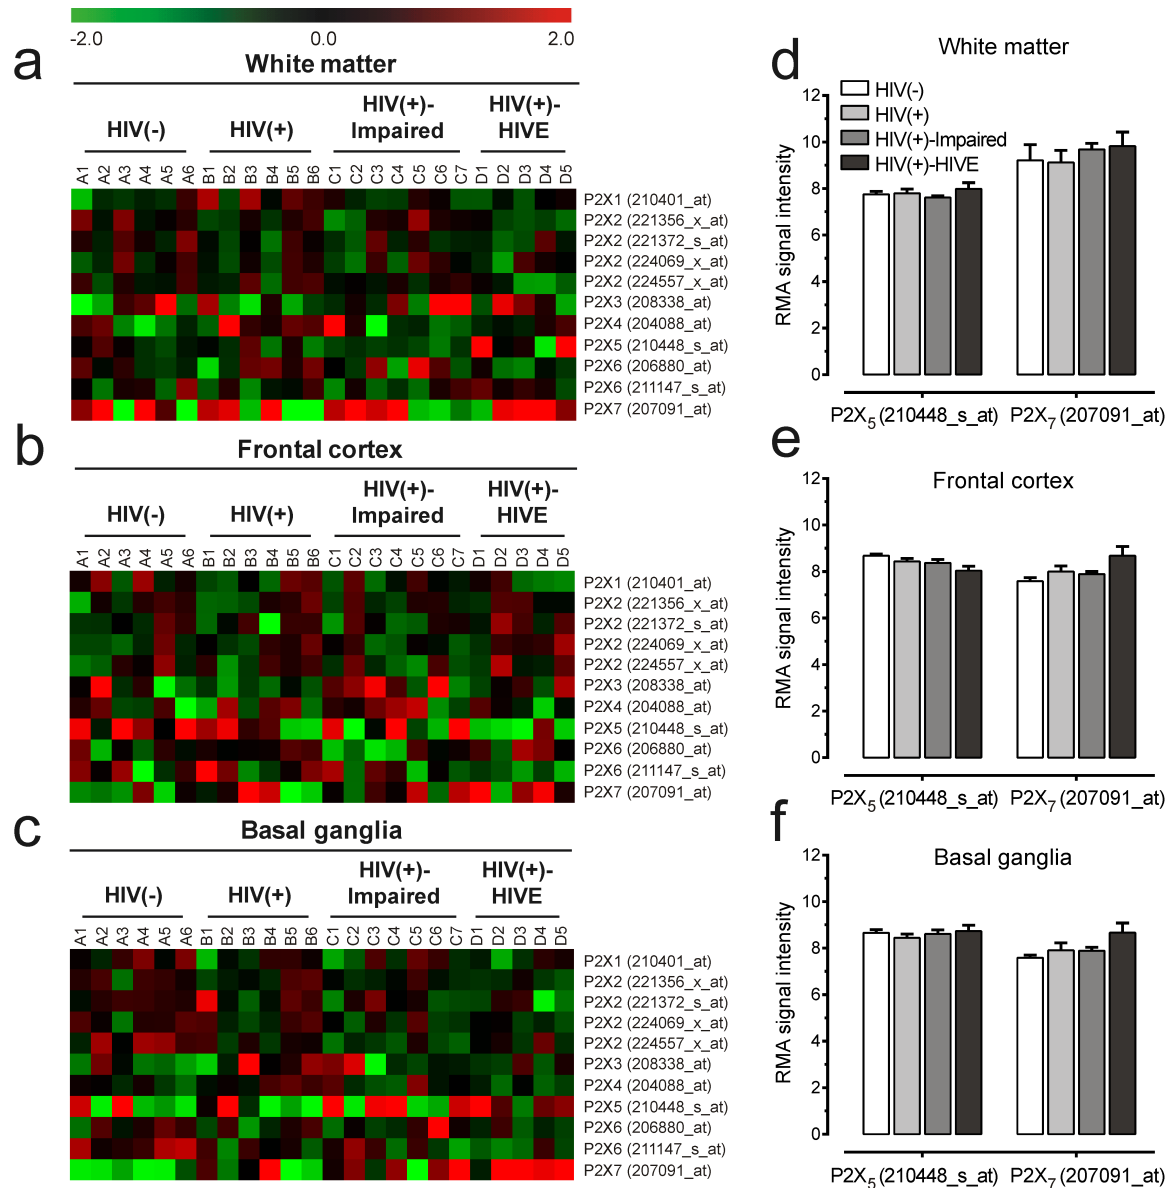 -2.0 0.0 2.0
a
White matter
HIV(-) HIV(+) HIV(+)-Impaired HIV(+)-HIVE
A1 A2 A3 A4 A5 A6 B1 B2 B3 B4 B5 B6 C1 C2 C3 C4 C5 C6 C7 D1 D2 D3 D4 D5
P2X1 (210401_at)
P2X2 (221356_x_at)
P2X2 (221372_s_at)
P2X2 (224069_x_at)
P2X2 (224557_x_at)
P2X3 (208338_at)
P2X4 (204088_at)
P2X5 (210448_s_at)
P2X6 (206880_at)
P2X6 (211147_s_at)
P2X7 (207091_at)
b
Frontal cortex
HIV(-) HIV(+) HIV(+)-Impaired HIV(+)-HIVE
A1 A2 A3 A4 A5 A6 B1 B2 B3 B4 B5 B6 C1 C2 C3 C4 C5 C6 C7 D1 D2 D3 D4 D5
P2X1 (210401_at)
P2X2 (221356_x_at)
P2X2 (221372_s_at)
P2X2 (224069_x_at)
P2X2 (224557_x_at)
P2X3 (208338_at)
P2X4 (204088_at)
P2X5 (210448_s_at)
P2X6 (206880_at)
P2X6 (211147_s_at)
P2X7 (207091_at)
c
Basal ganglia
HIV(-) HIV(+) HIV(+)-Impaired HIV(+)-HIVE
A1 A2 A3 A4 A5 A6 B1 B2 B3 B4 B5 B6 C1 C2 C3 C4 C5 C6 C7 D1 D2 D3 D4 D5
P2X1 (210401_at)
P2X2 (221356_x_at)
P2X2 (221372_s_at)
P2X2 (224069_x_at)
P2X2 (224557_x_at)
P2X3 (208338_at)
P2X4 (204088_at)
P2X5 (210448_s_at)
P2X6 (206880_at)
P2X6 (211147_s_at)
P2X7 (207091_at)
d
White matter
HIV(-)
HIV(+)
HIV(+)-Impaired
HIV(+)-HIVE
RMA signal intensity
12
10
8
6
4
2
0
P2X5 (210448_s_at) P2X7 (207091_at)
e
Frontal cortex
RMA signal intensity
12
10
8
6
4
2
0
P2X5 (210448_s_at) P2X7 (207091_at)
f
Basal ganglia
RMA signal intensity
12
10
8
6
4
2
0
P2X5 (210448_s_at) P2X7 (207091_at)